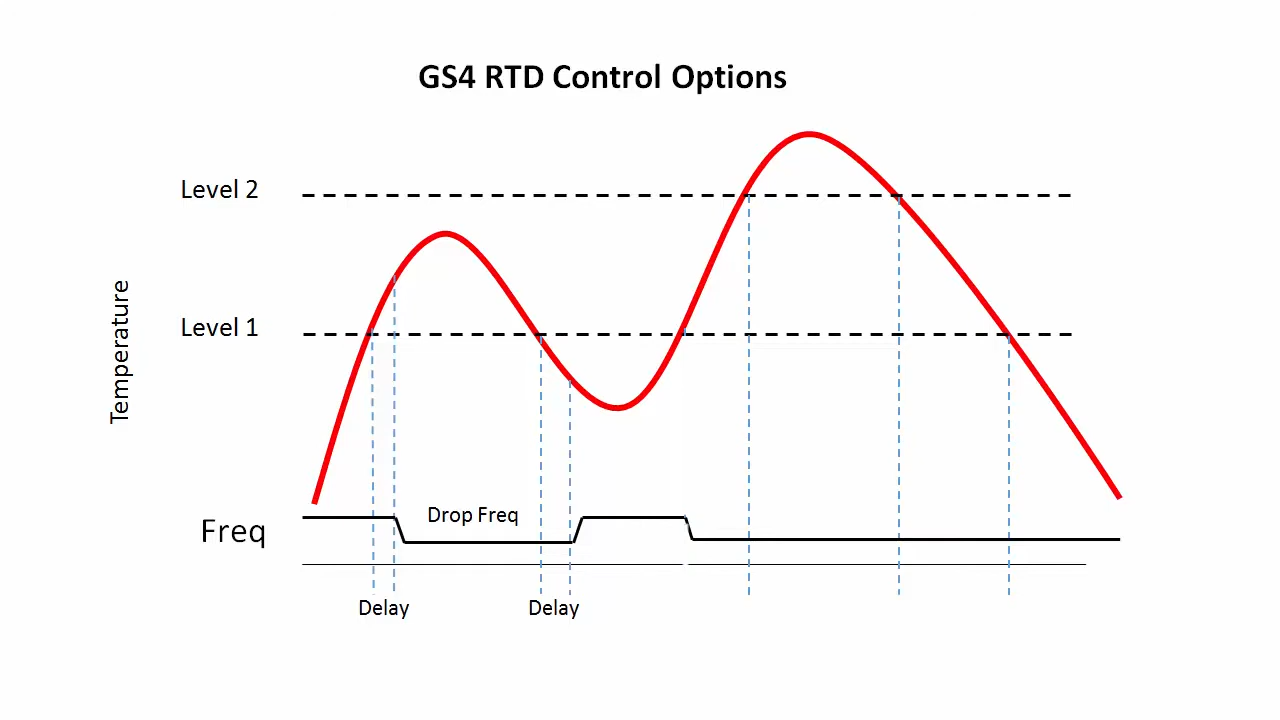 GS4 RTD Control Options
Level 2
Level 1
Temperature
Drop Freq
Freq
Delay
Delay